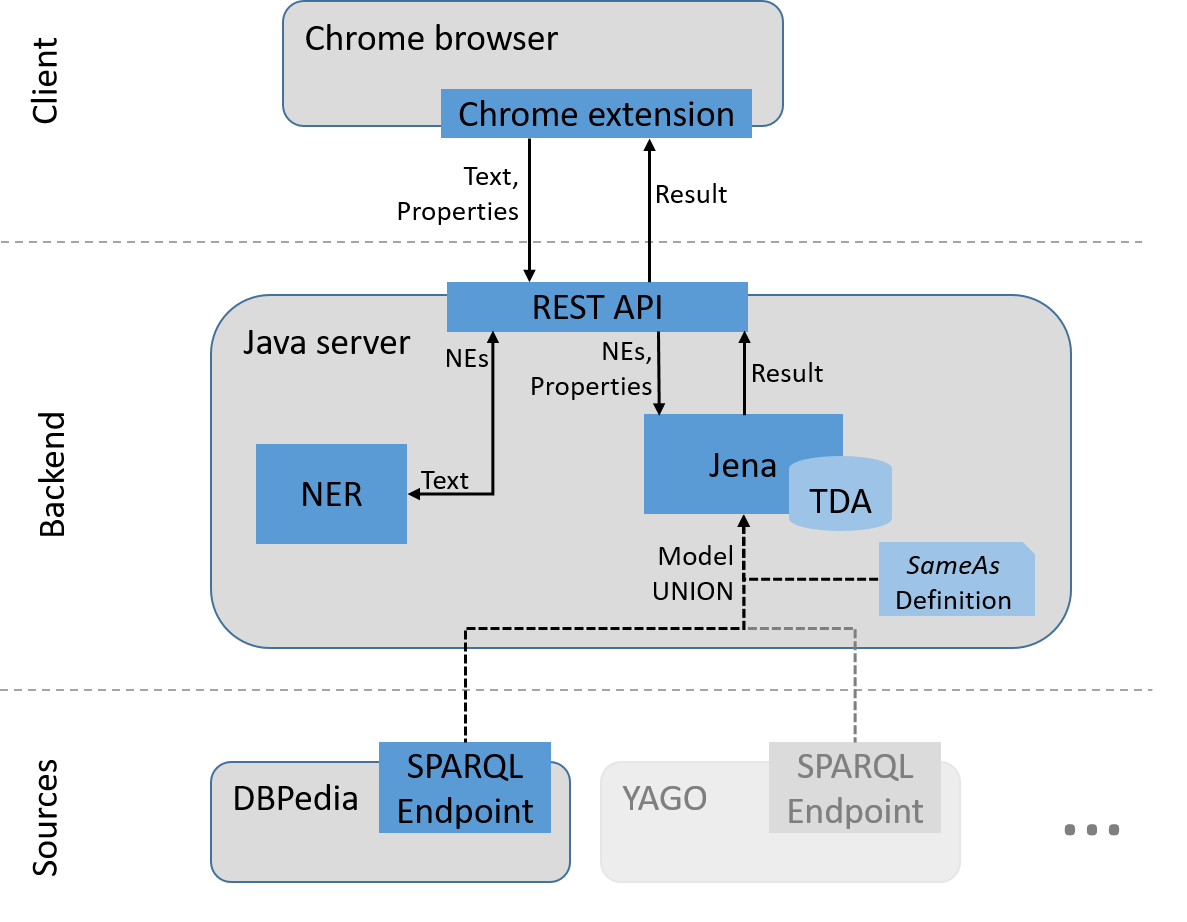 Client
Chrome browser
Chrome extension
Text,
Properties
Result
Backend
REST API
Java server
NEs
NEs,
Properties
Result
NER
Text
Jena
TDA
Model
UNION
SameAs
Definition
Sources
DBPedia
SPARQL
Endpoint
YAGO
SPARQL
Endpoint
...